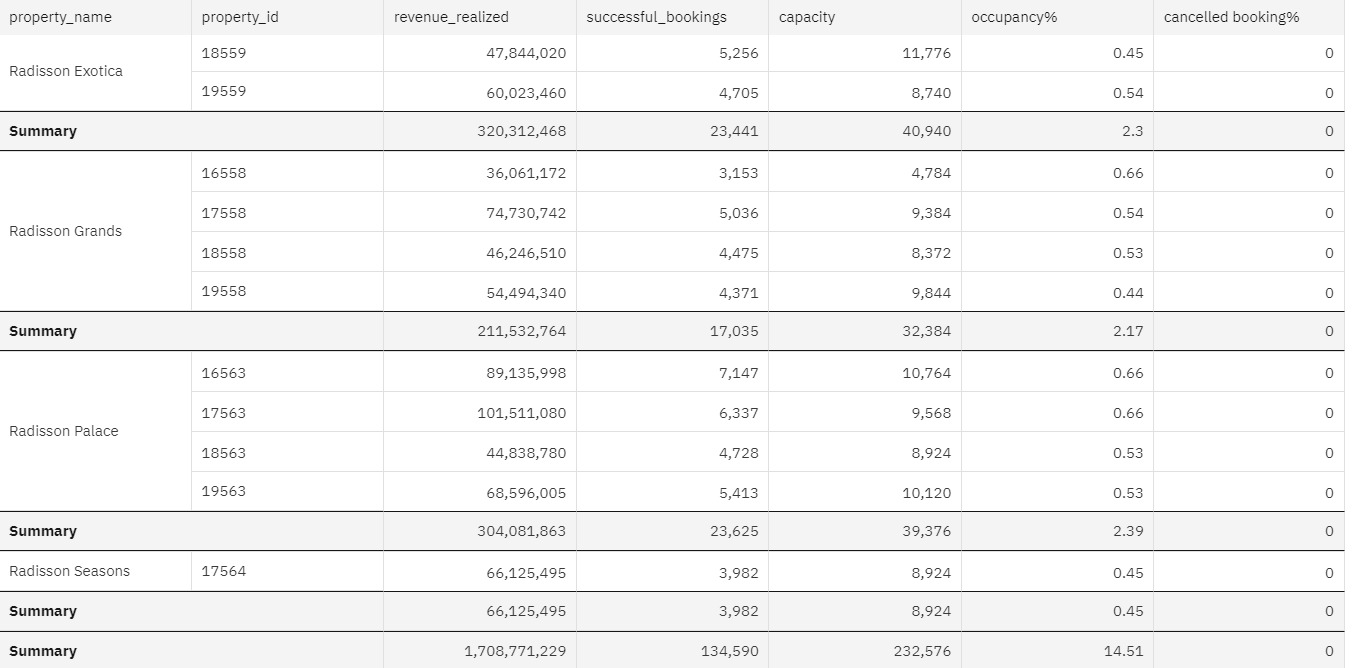 property_name property_id revenue_realized successful_bookings capacity occupancy% cancelled booking%
Radisson Exotica 18559 47,844,020 5,256 11,776 0.45 0
19559 60,023,460 4,705 8,740 0.54 0
Summary 320,312,468 23,441 40,940 2.3 0
Radisson Grands 16558 36,061,172 3,153 4,784 0.66 0
17558 74,730,742 5,036 9,384 0.54 0
18558 46,246,510 4,475 8,372 0.53 0
19558 54,494,340 4,371 9,844 0.44 0
Summary 211,532,764 17,035 32,384 2.17 0
Radisson Palace 16563 89,135,998 7,147 10,764 0.66 0
17563 101,511,080 6,337 9,568 0.66 0
18563 44,838,780 4,728 8,924 0.53 0
19563 68,596,005 5,413 10,120 0.53 0
Summary 304,081,863 23,625 39,376 2.39 0
Radisson Seasons 17564 66,125,495 3,982 8,924 0.45 0
Summary 66,125,495 3,982 8,924 0.45 0
Summary 1,708,771,229 134,590 232,576 14.51 0